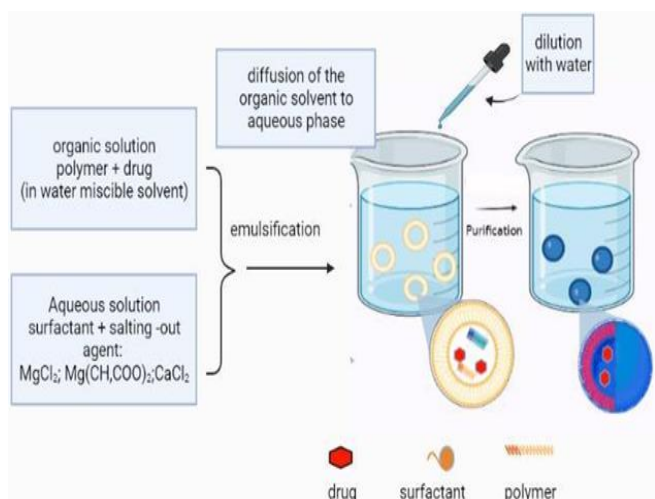 organic solution
polymer + drug
(in water miscible solvent)
Aqueous solution
surfactant + salting -out
agent:
MgCl₂; Mg(CH,COO)₂;CaCl₂
emulsification
diffusion of the
organic solvent to
aqueous phase
dilution
with water
Purification
drug
surfactant
polymer